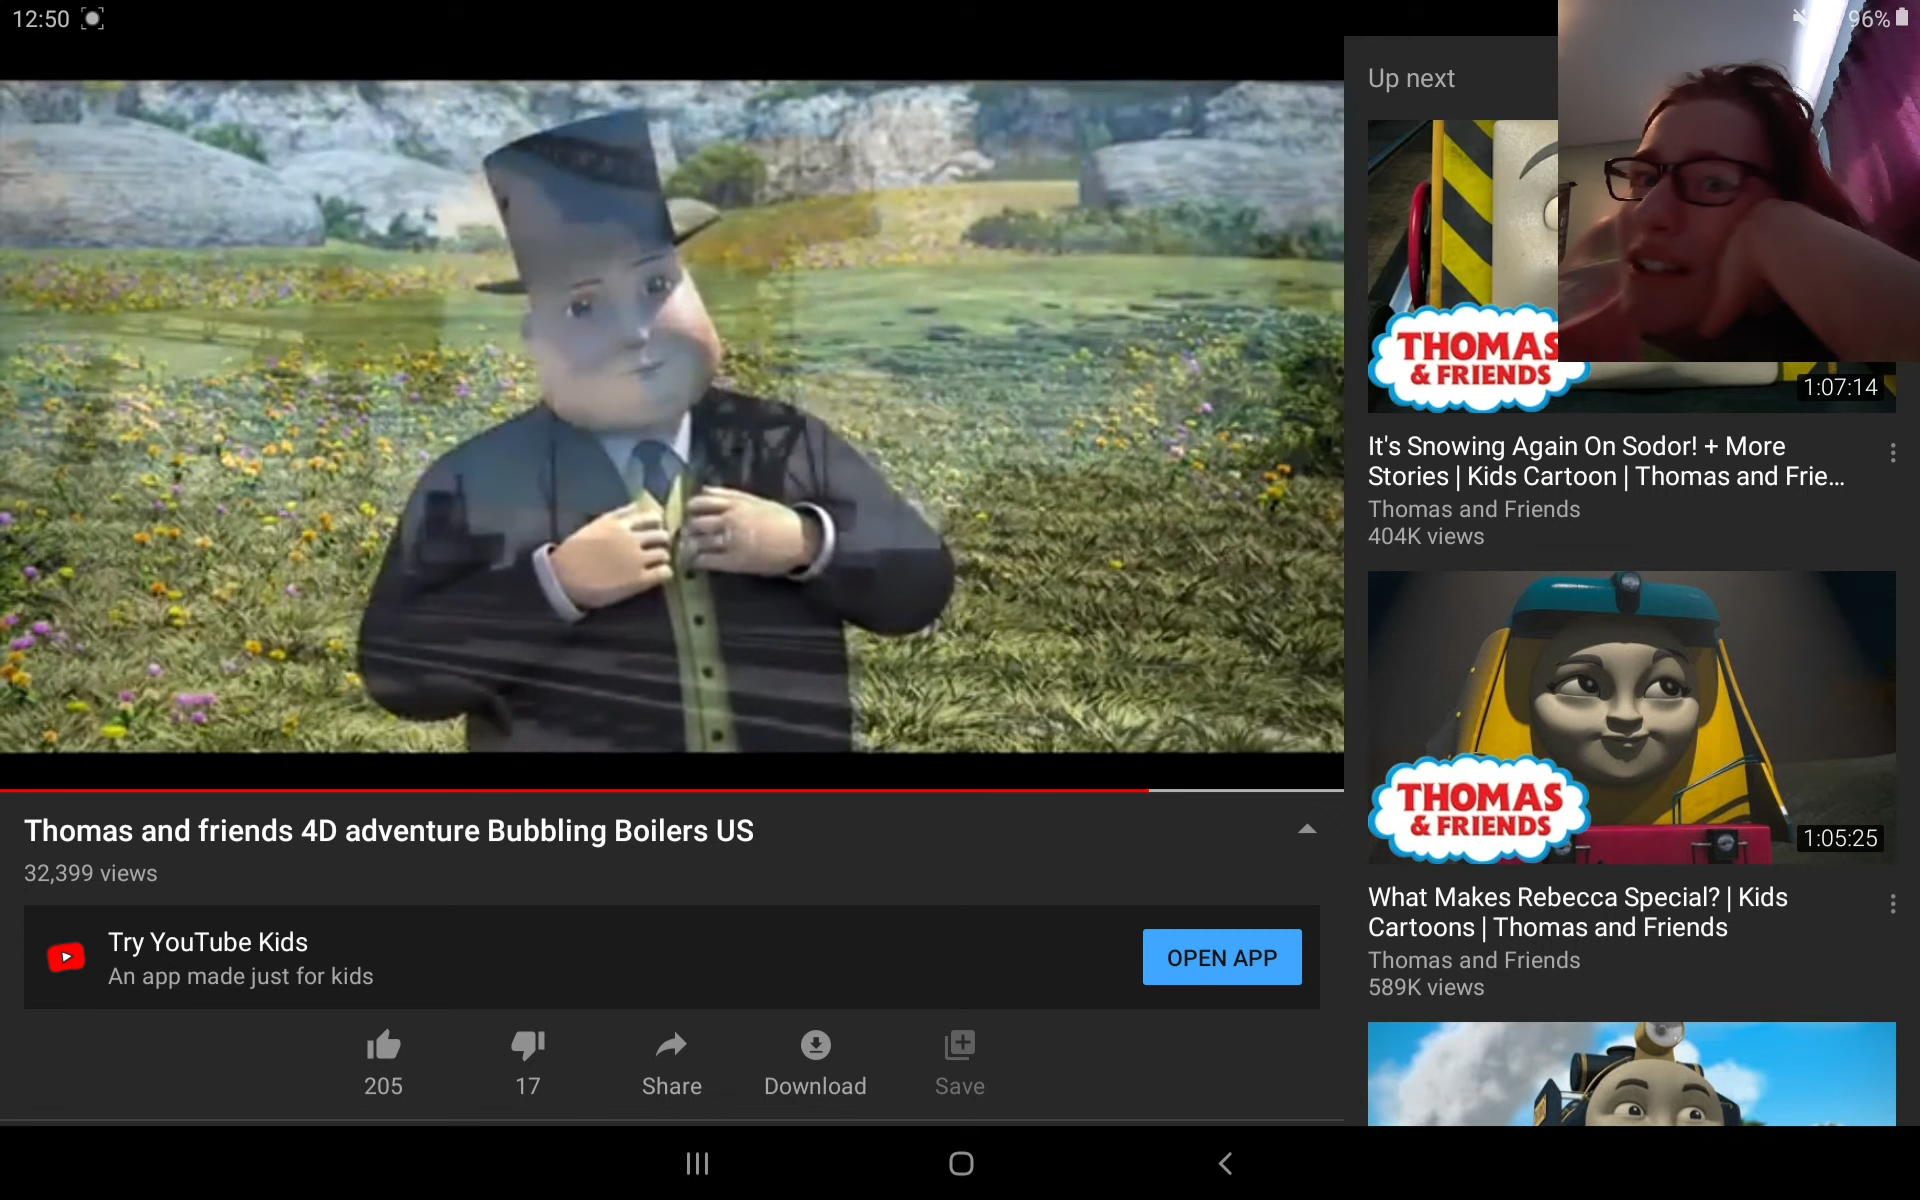 12:50
96%
Up next
THOMAS
& FRIENDS
1:07:14
It's Snowing Again On Sodor! + More
Stories | Kids Cartoon | Thomas and Frie...
Thomas and Friends
404K views
THOMAS
& FRIENDS
1:05:25
What Makes Rebecca Special? | Kids
Cartoons | Thomas and Friends
Thomas and Friends
589K views
Thomas and friends 4D adventure Bubbling Boilers US
32,399 views
Try YouTube Kids
An app made just for kids
OPEN APP
205
17
Share
Download
Save